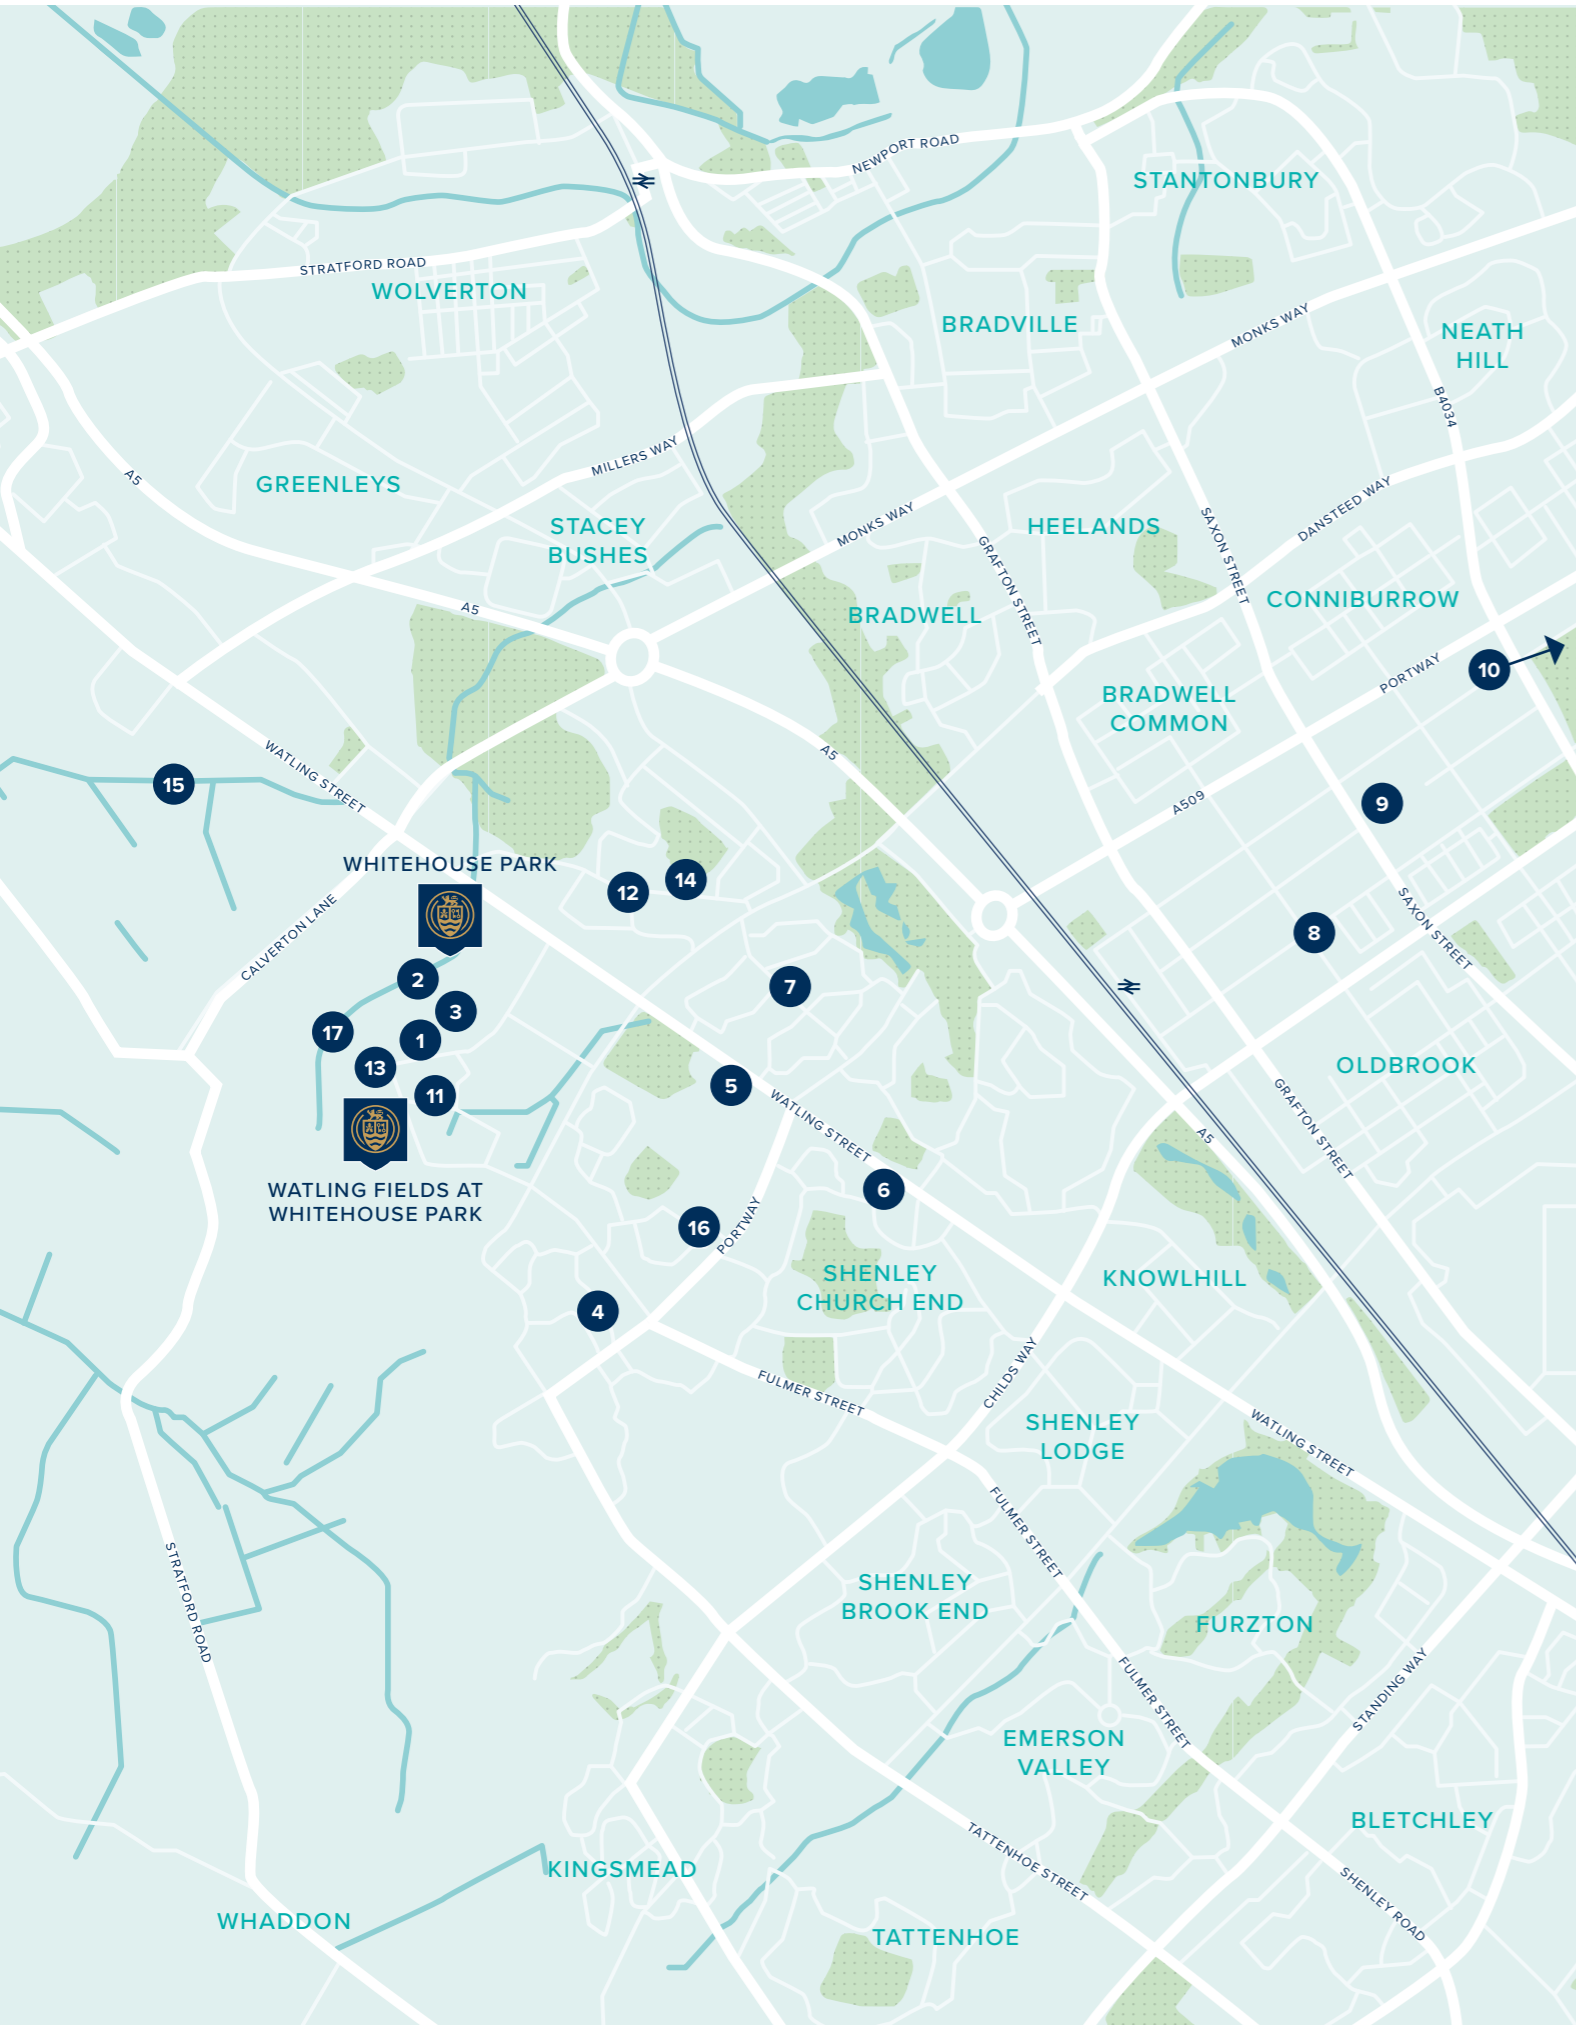 NEWPORT ROAD
STANTONBURY
STRATFORD ROAD
WOLVERTON
BRADVILLE
MONKS WAY
NEATH
HILL
B4034
MILLERS WAY
A5
GREENLEYS
STACEY
BUSHES
MONKS WAY
HEELANDS
DANSTEED WAY
SAXON STREET
GRAFTON STREET
CONNIBURROW
A5
BRADWELL
PORTWAY
10
BRADWELL
COMMON
A5
WATLING STREET
15
A509
9
WHITEHOUSE PARK
12
14
CALVERTON LANE
8
SAXON STREET
2
7
3
17
1
13
11
5
OLDBROOK
WATLING STREET
GRAFTON STREET
A5
WATLING FIELDS AT
WHITEHOUSE PARK
6
16
PORTWAY
SHENLEY
CHURCH END
KNOWLHILL
4
CHILDS WAY
FULMER STREET
SHENLEY
LODGE
WATLING STREET
FULMER STREET
STRATFORD ROAD
SHENLEY
BROOK END
FURZTON
FULMER STREET
STANDING WAY
EMERSON
VALLEY
BLETCHLEY
TATTENHOE STREET
KINGSMEAD
SHENLEY ROAD
WHADDON
TATTENHOE